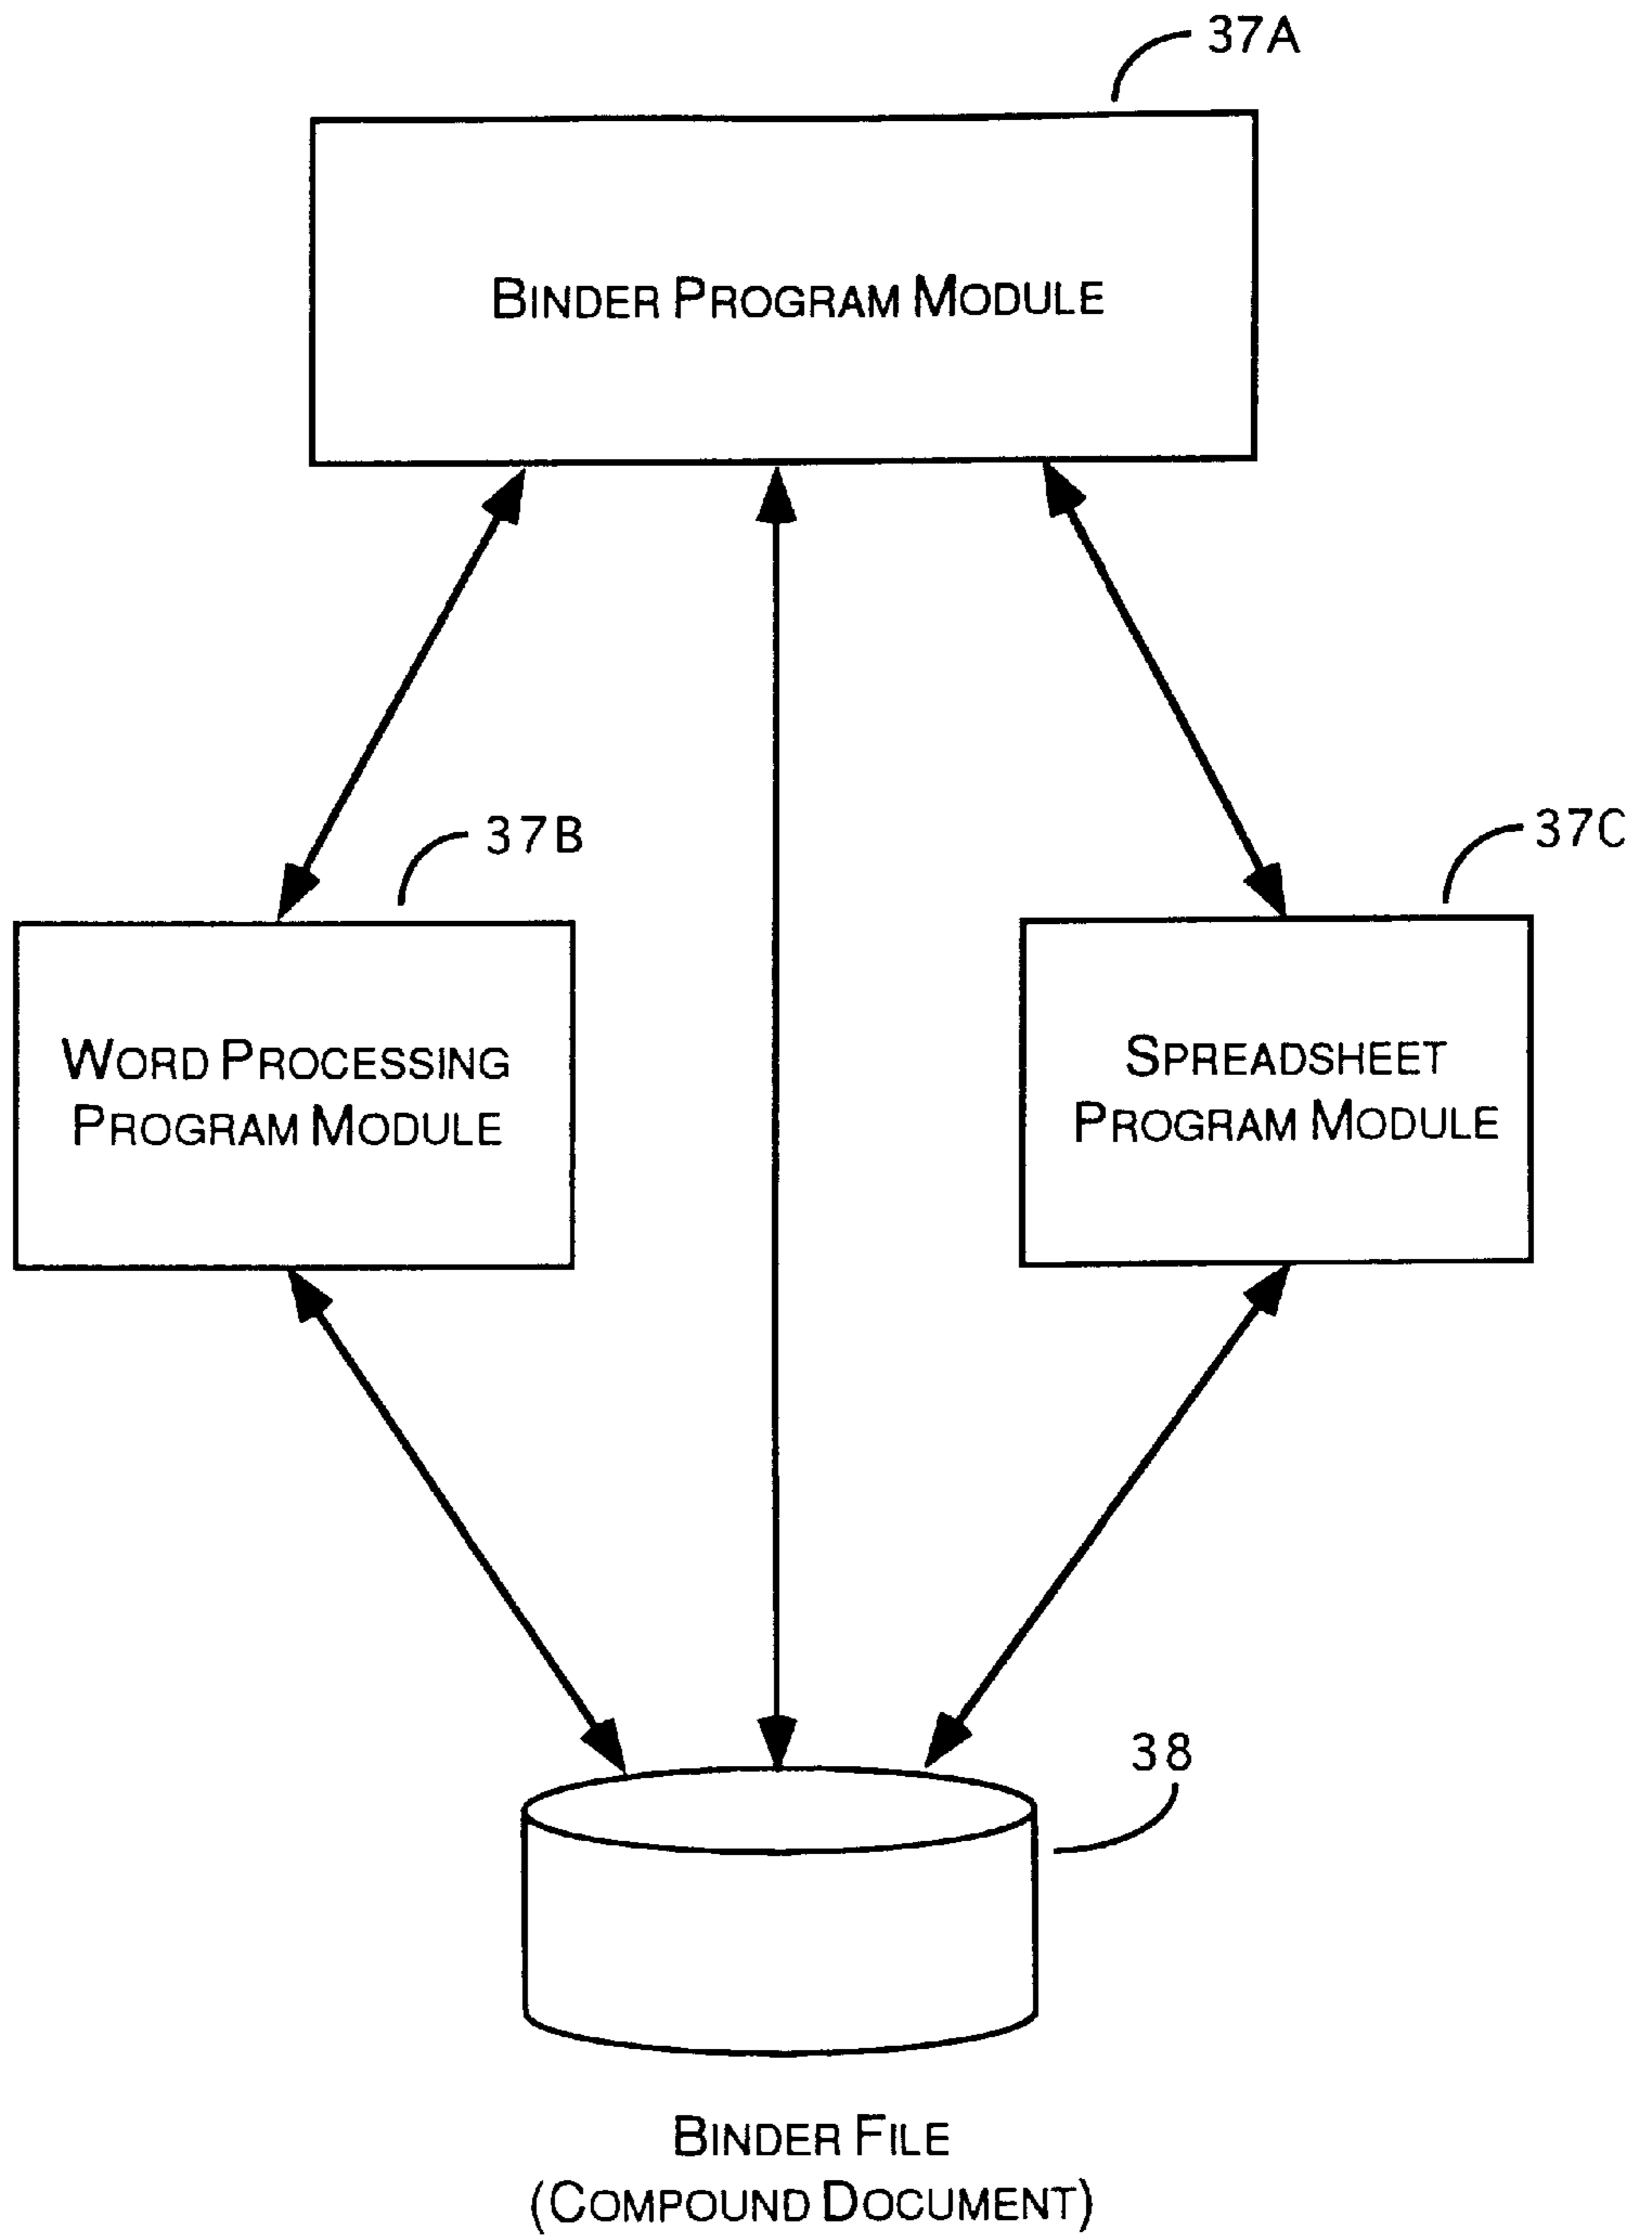 37A
BINDER PROGRAM MODULE
37B
37C
WORD PROCESSING
PROGRAM MODULE
SPREADSHEET
PROGRAM MODULE
38
BINDER FILE
(COMPOUND DOCUMENT)